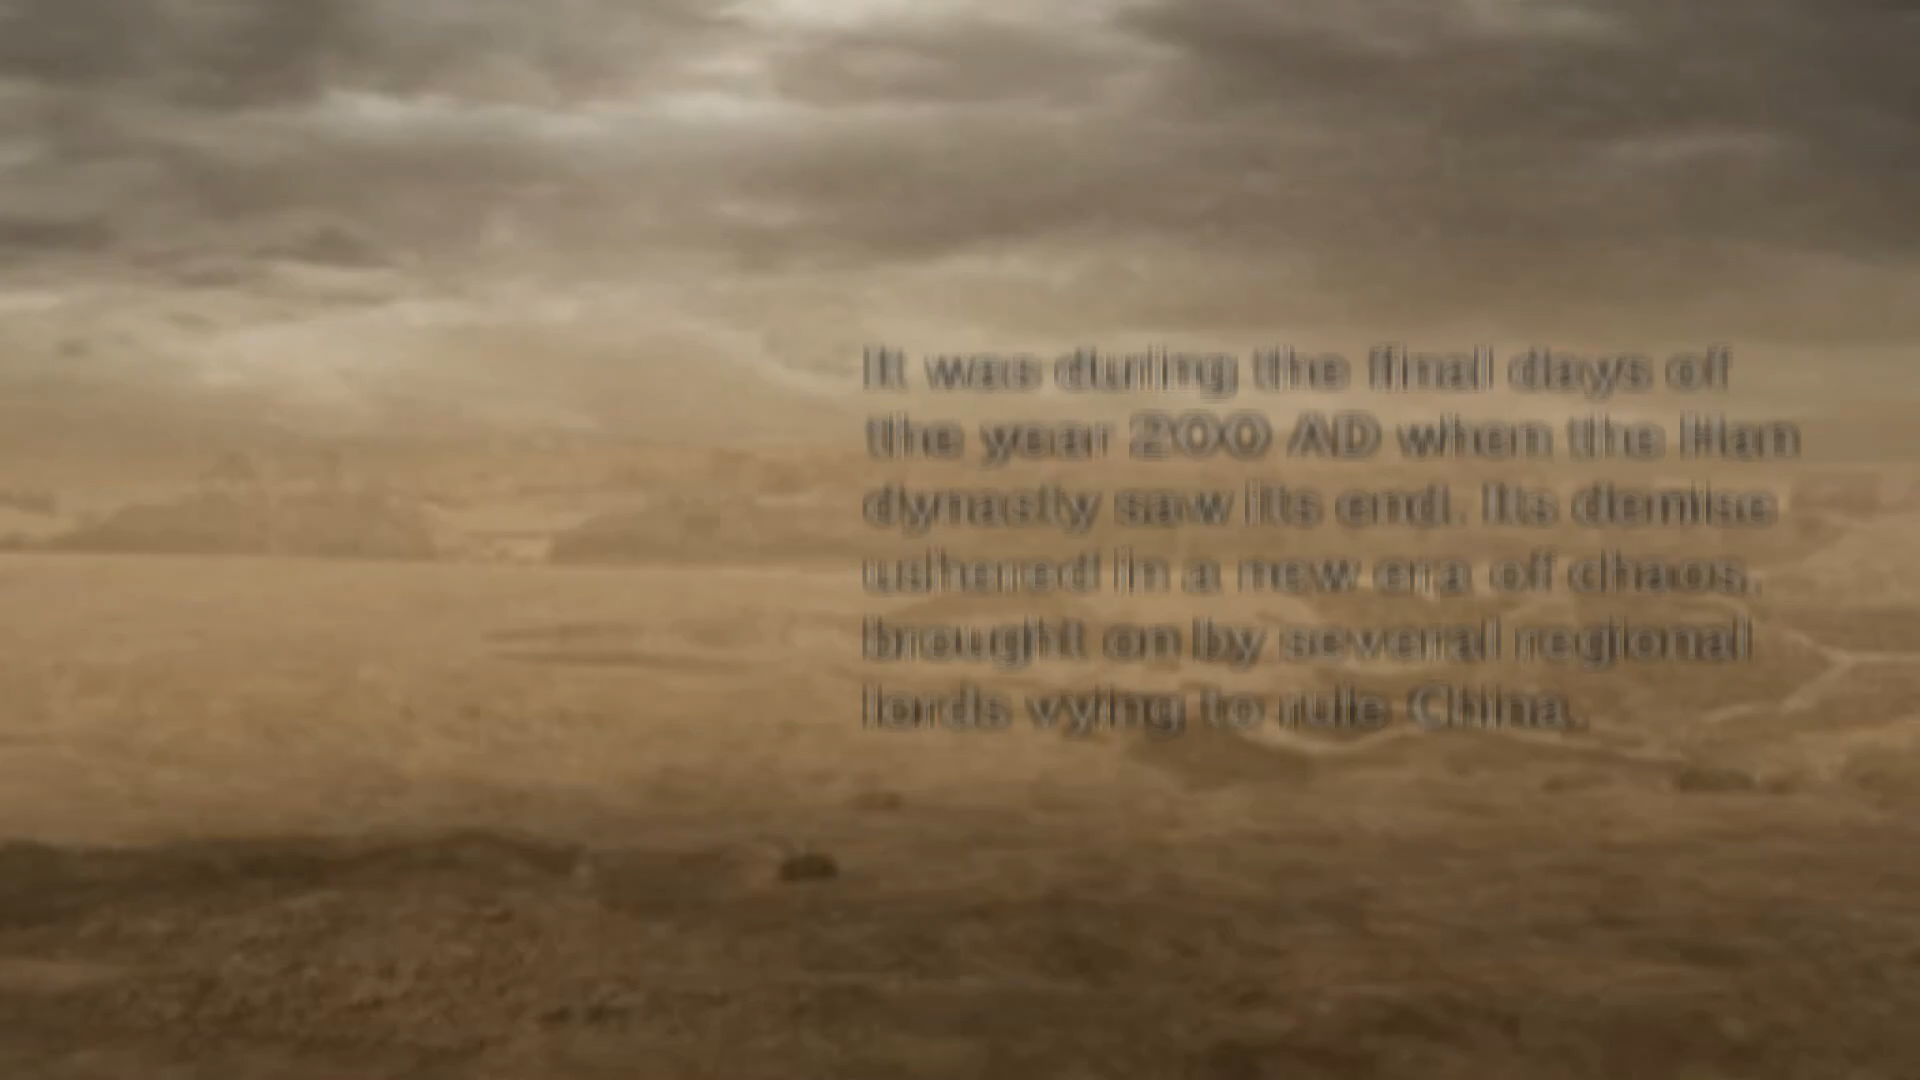 It was during the final days of
the year 200 AD when the Han
dynasty saw its end. Its demise
ushered in a new era of chaos,
brought on by several regional
lords vying to rule China.